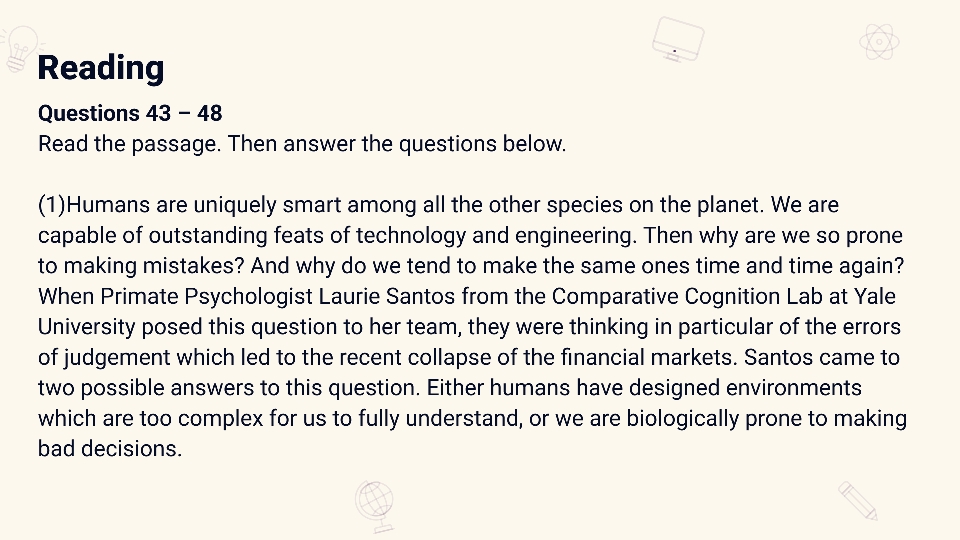 Reading
Questions 43 – 48
Read the passage. Then answer the questions below.
(1)Humans are uniquely smart among all the other species on the planet. We are
capable of outstanding feats of technology and engineering. Then why are we so prone
to making mistakes? And why do we tend to make the same ones time and time again?
When Primate Psychologist Laurie Santos from the Comparative Cognition Lab at Yale
University posed this question to her team, they were thinking in particular of the errors
of judgement which led to the recent collapse of the financial markets. Santos came to
two possible answers to this question. Either humans have designed environments
which are too complex for us to fully understand, or we are biologically prone to making
bad decisions.